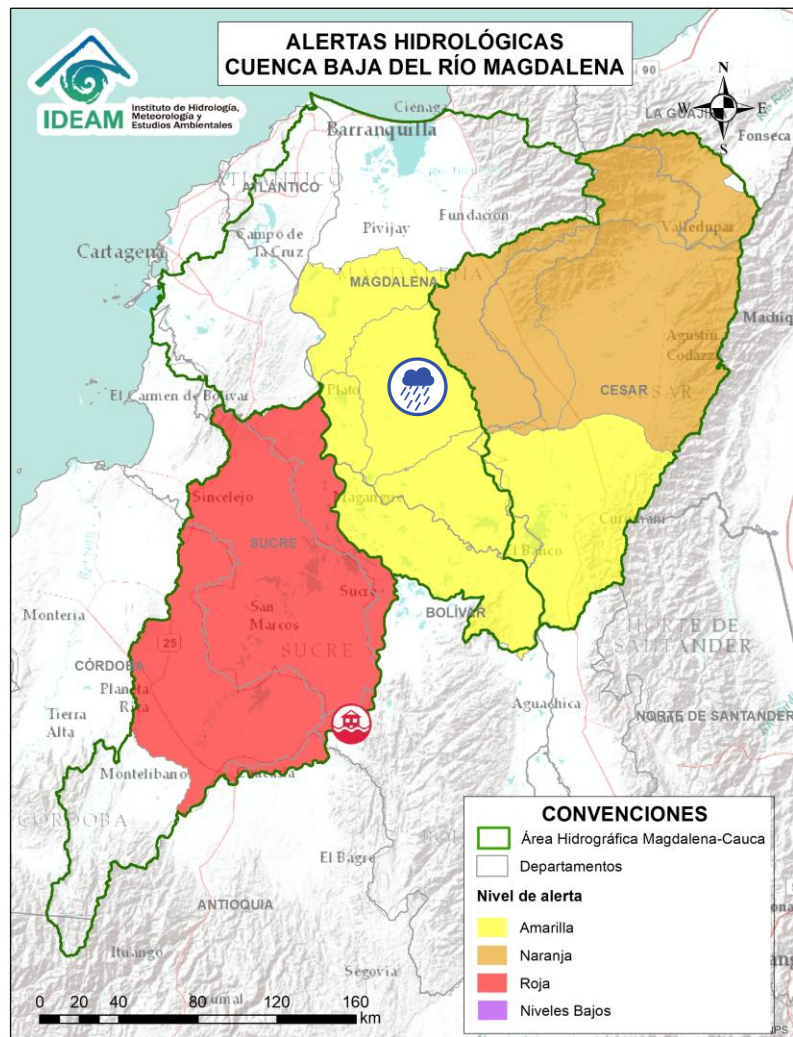 ALERTAS HIDROLÓGICAS
CUENCA BAJA DEL RÍO MAGDALENA
IDEAM
Instituto de Hidrología,
Meteorología y
Estudios Ambientales
90
N
W E
S
LA GUAJIRA
Fonseca
Ciénaga
Barranquilla
ATLÁNTICO
Pivijay
Fundación
Valledupar
Cartagena
Campo de
La Cruz
MAGDALENA
Machiq
Agustín
Codazzi
CESAR
El Carmen de Bolívar
Plato
Sincelejo
Magangué
SUCRE
Curumaní
El Banco
Sucre
BOLÍVAR
Montería
San
Marcos
25
SUCRE
NORTE DE
SANTANDER
CÓRDOBA
Planeta
Rica
Aguachica
NORTE DE SANTANDER
Tierra
Alta
Montelíbano
CÓRDOBA
El Bagre
ANTIOQUIA
Ituango
Segovia
CONVENCIONES
Área Hidrográfica Magdalena-Cauca
Departamentos
Nivel de alerta
Amarilla
Naranja
Roja
Niveles Bajos
0 20 40 80 120 160
km